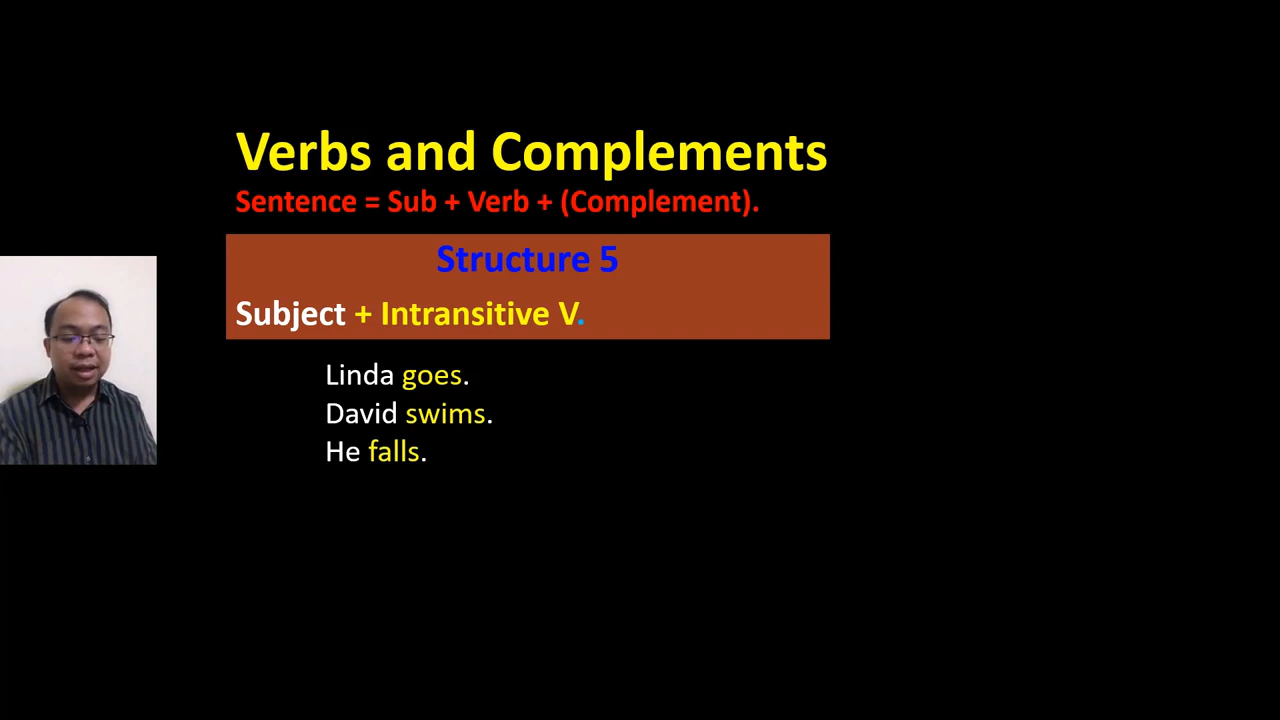 Verbs and Complements
Sentence = Sub + Verb + (Complement).
Structure 5
Subject + Intransitive V.
Linda goes.
David swims.
He falls.